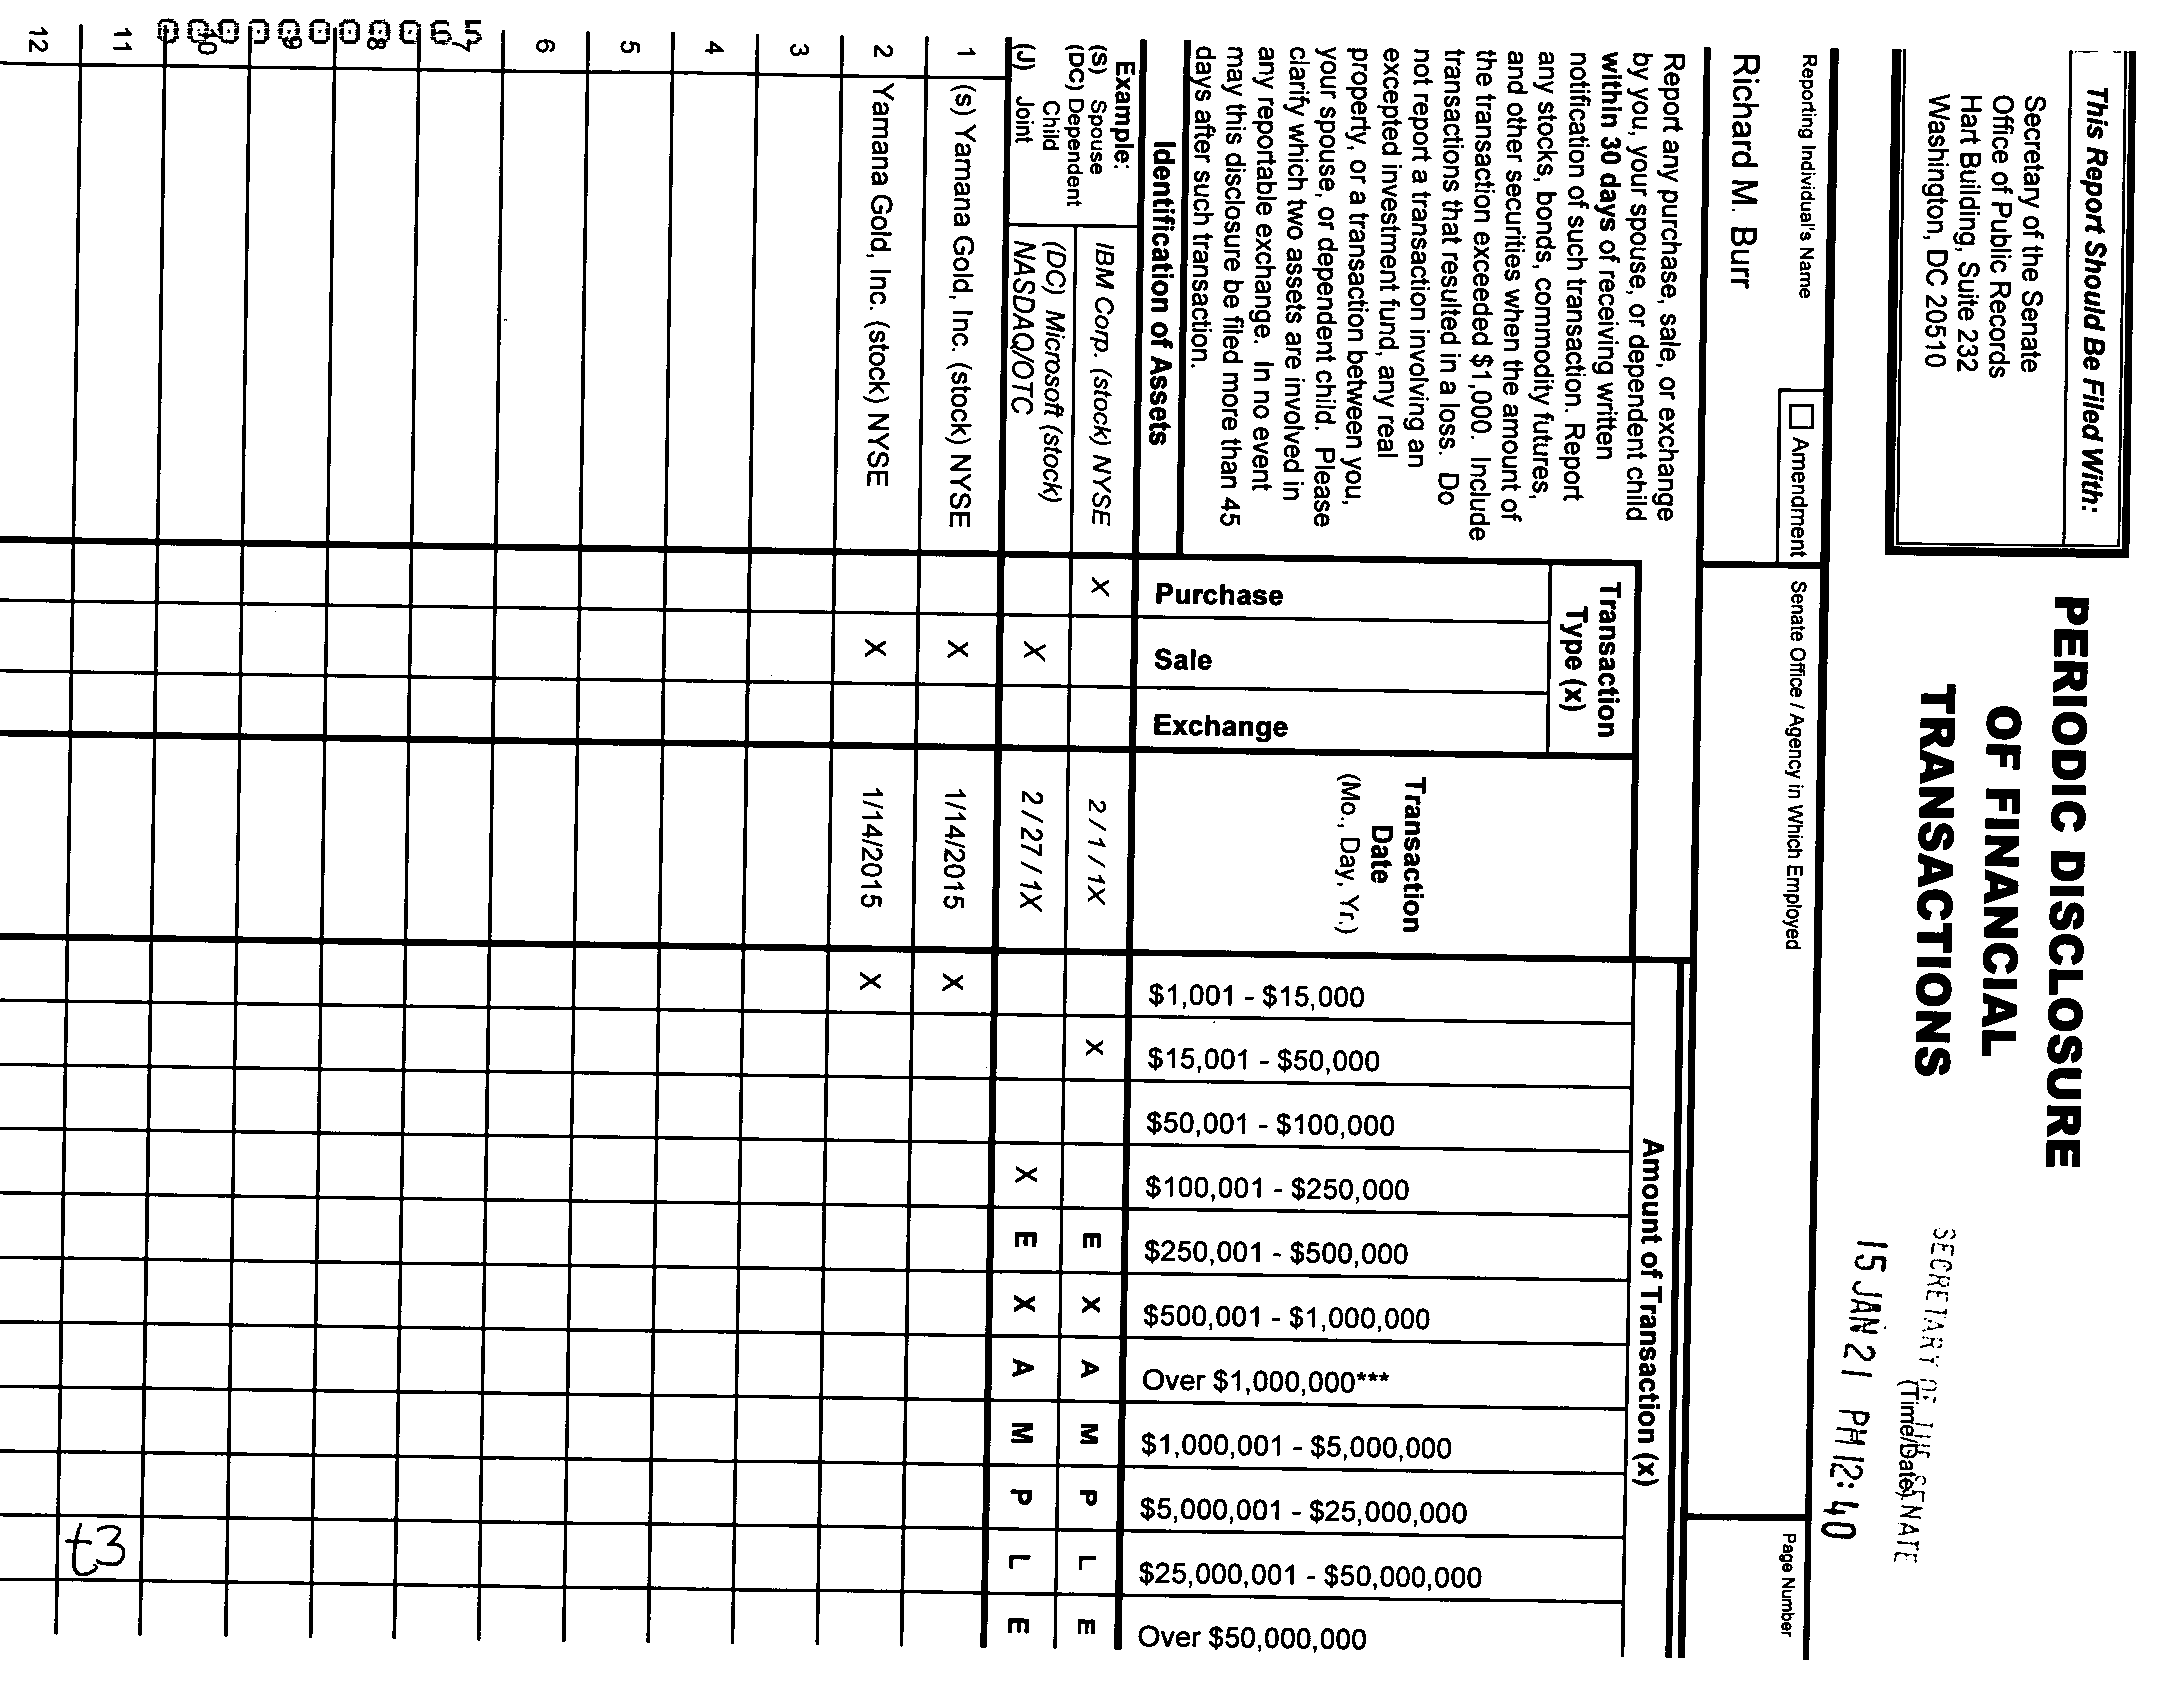 This Report Should Be Filed With:
Secretary of the Senate
Office of Public Records
Hart Building, Suite 232
Washington, DC 20510
PERIODIC DISCLOSURE
OF FINANCIAL
TRANSACTIONS
SECRETARY OF THE SENATE
(Time/Date)
15 JAN 21 PM 12:40
Reporting Individual's Name
Richard M. Burr
Amendment
Senate Office / Agency in Which Employed
Page Number
Report any purchase, sale, or exchange
by you, your spouse, or dependent child
within 30 days of receiving written
notification of such transaction. Report
any stocks, bonds, commodity futures,
and other securities when the amount of
the transaction exceeded $1,000. Include
transactions that resulted in a loss. Do
not report a transaction involving an
excepted investment fund, any real
property, or a transaction between you,
your spouse, or dependent child. Please
clarify which two assets are involved in
any reportable exchange. In no event
may this disclosure be filed more than 45
days after such transaction.
Identification of Assets
Transaction
Type (x)
Purchase
Sale
Exchange
Transaction
Date
(Mo., Day, Yr.)
Amount of Transaction (x)
$1,001 - $15,000
$15,001 - $50,000
$50,001 - $100,000
$100,001 - $250,000
$250,001 - $500,000
$500,001 - $1,000,000
Over $1,000,000***
$1,000,001 - $5,000,000
$5,000,001 - $25,000,000
$25,000,001 - $50,000,000
Over $50,000,000
Example:
(S) Spouse
(DC) Dependent
Child
(J) Joint
IBM Corp. (stock) NYSE X 2 / 1 / 1X X E X A M P L E
(DC) Microsoft (stock)
NASDAQ/OTC X 2 / 27 / 1X X E X A M P L E
1 (s) Yamana Gold, Inc. (stock) NYSE X 1/14/2015 X
2 Yamana Gold, Inc. (stock) NYSE X 1/14/2015 X
3
4
5
6
7
8
9
10
11
12
t3